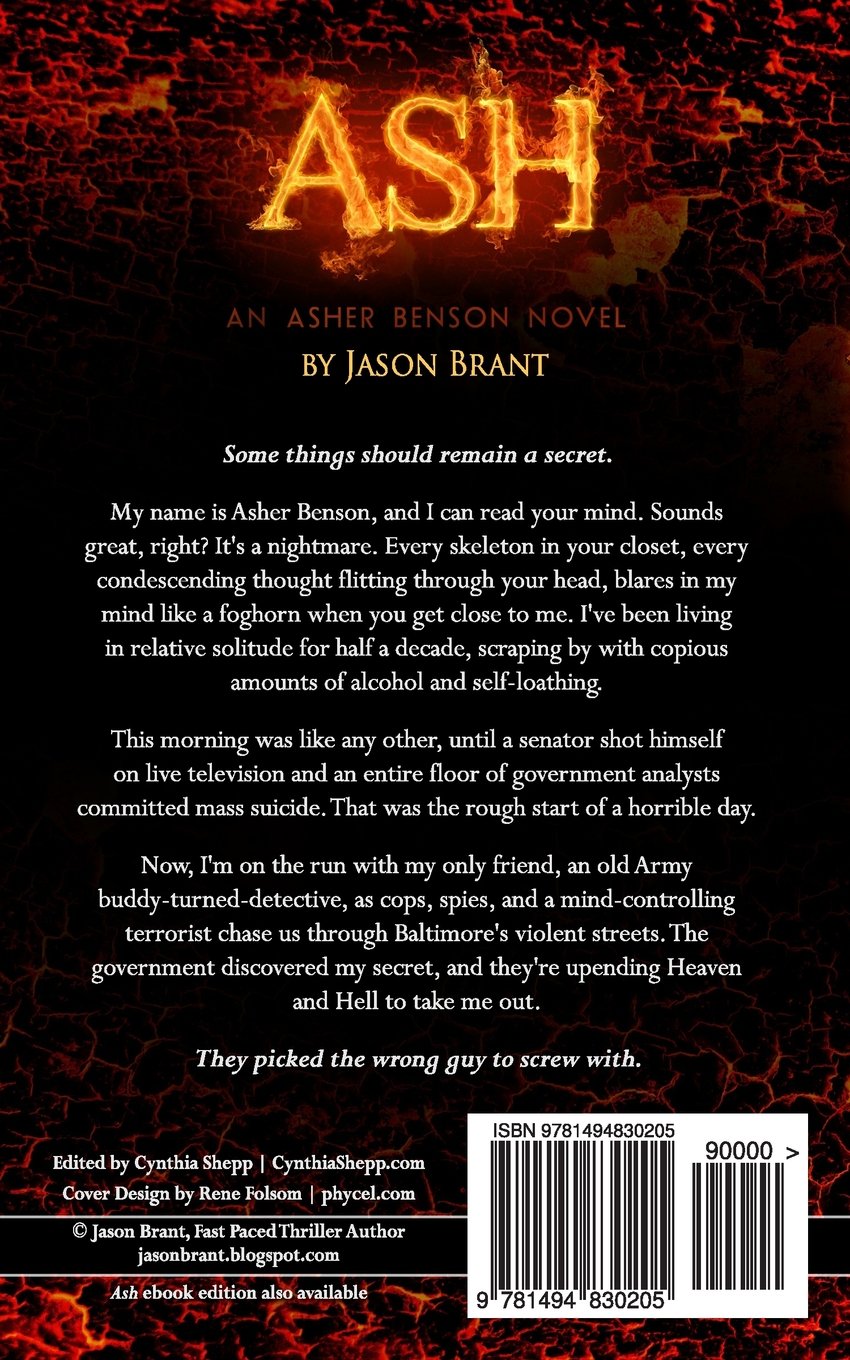 ASH
AN ASHER BENSON NOVEL
BY JASON BRANT
Some things should remain a secret.
My name is Asher Benson, and I can read your mind. Sounds
great, right? It's a nightmare. Every skeleton in your closet, every
condescending thought flitting through your head, blares in my
mind like a foghorn when you get close to me. I've been living
in relative solitude for half a decade, scraping by with copious
amounts of alcohol and self-loathing.
This morning was like any other, until a senator shot himself
on live television and an entire floor of government analysts
committed mass suicide. That was the rough start of a horrible day.
Now, I'm on the run with my only friend, an old Army
buddy-turned-detective, as cops, spies, and a mind-controlling
terrorist chase us through Baltimore's violent streets. The
government discovered my secret, and they're upending Heaven
and Hell to take me out.
They picked the wrong guy to screw with.
Edited by Cynthia Shepp | CynthiaShepp.com
Cover Design by Rene Folsom | phycel.com
© Jason Brant, Fast Paced Thriller Author
jasonbrant.blogspot.com
Ash ebook edition also available
ISBN 9781494830205
90000 >
9 781494 830205